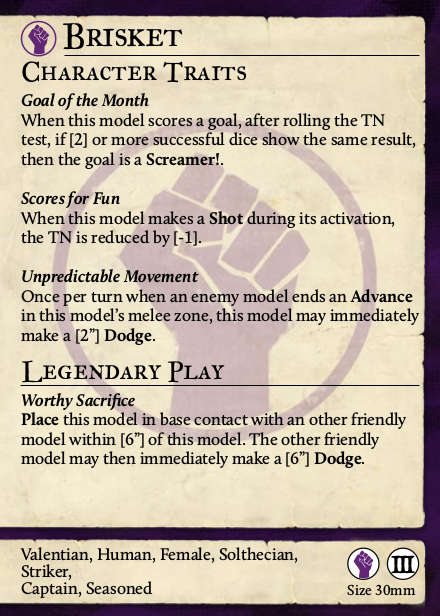 Brisket
Character Traits
Goal of the Month
When this model scores a goal, after rolling the TN
test, if [2] or more successful dice show the same result,
then the goal is a Screamer!.
Scores for Fun
When this model makes a Shot during its activation,
the TN is reduced by [-1].
Unpredictable Movement
Once per turn when an enemy model ends an Advance
in this model's melee zone, this model may immediately
make a [2”] Dodge.
Legendary Play
Worthy Sacrifice
Place this model in base contact with an other friendly
model within [6”] of this model. The other friendly
model may then immediately make a [6”] Dodge.
Valentian, Human, Female, Solthecian,
Striker,
Captain, Seasoned
III
Size 30mm